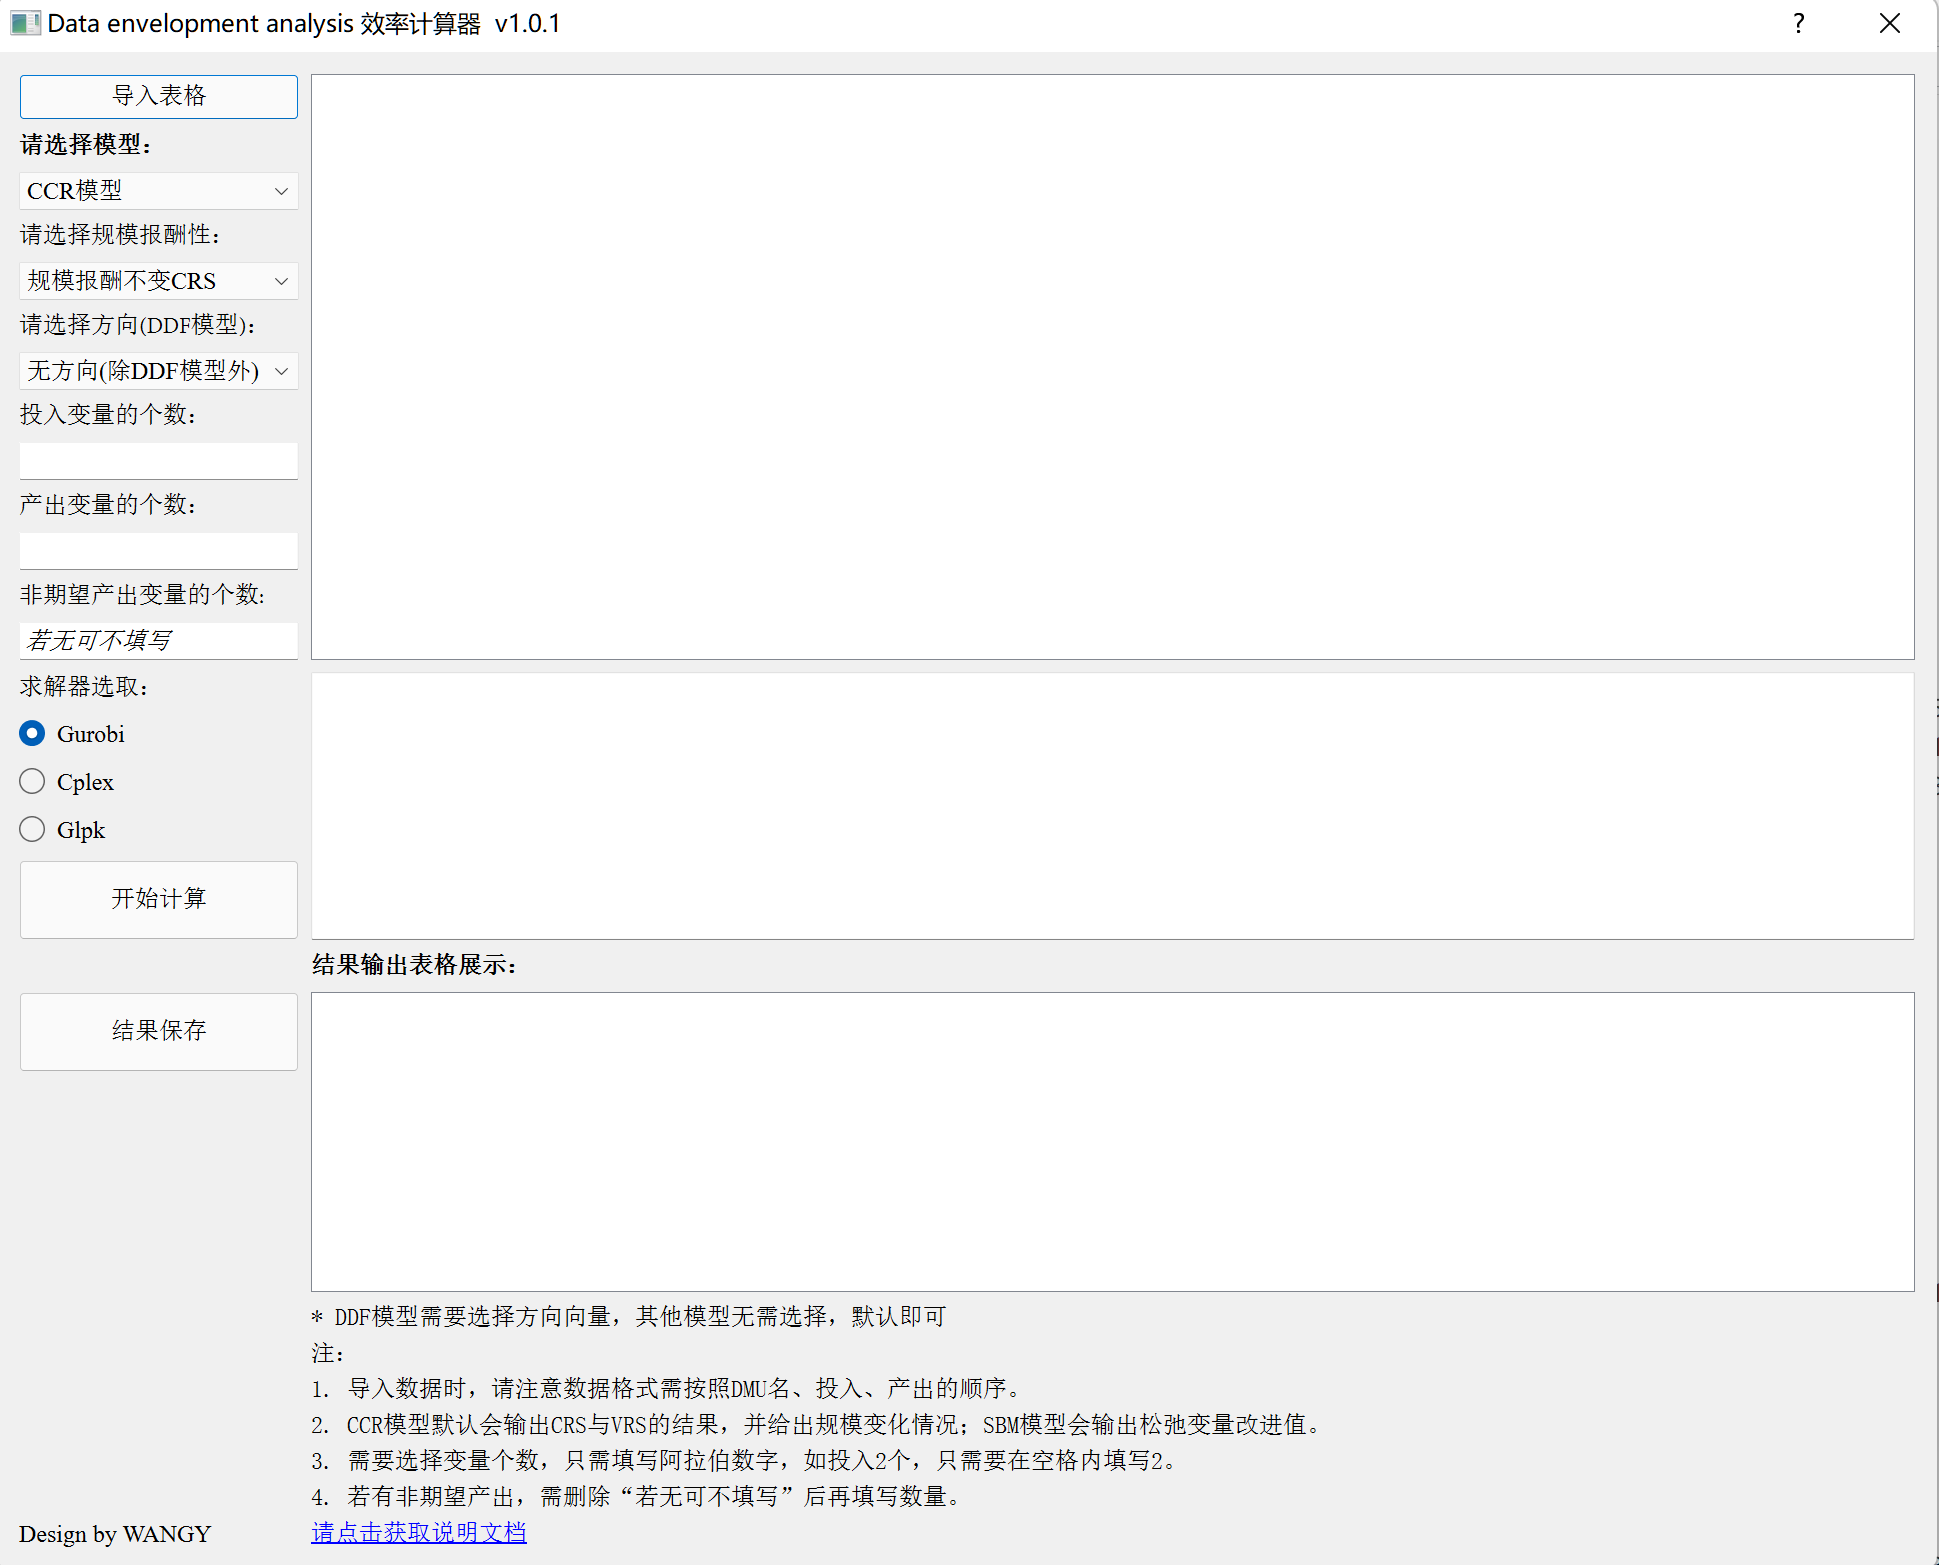 Data envelopment analysis 效率计算器 v1.0.1
?
导入表格
请选择模型：
CCR模型
请选择规模报酬性：
规模报酬不变CRS
请选择方向(DDF模型)：
无方向(除DDF模型外)
投入变量的个数：
产出变量的个数：
非期望产出变量的个数:
若无可不填写
求解器选取：
Gurobi
Cplex
Glpk
开始计算
结果输出表格展示：
结果保存
* DDF模型需要选择方向向量，其他模型无需选择，默认即可
注：
1. 导入数据时，请注意数据格式需按照DMU名、投入、产出的顺序。
2. CCR模型默认会输出CRS与VRS的结果，并给出规模变化情况；SBM模型会输出松弛变量改进值。
3. 需要选择变量个数，只需填写阿拉伯数字，如投入2个，只需要在空格内填写2。
4. 若有非期望产出，需删除“若无可不填写”后再填写数量。
请点击获取说明文档
Design by WANGY